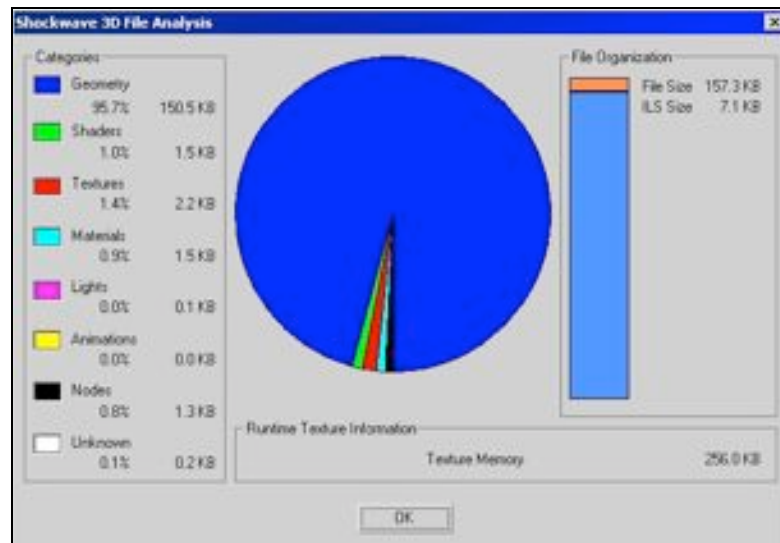 Shockwave 3D File Analysis
Categories
Geometry
95.7% 150.5 KB
Shaders
1.0% 1.5 KB
Textures
1.4% 2.2 KB
Materials
0.9% 1.5 KB
Lights
0.0% 0.1 KB
Animations
0.0% 0.0 KB
Nodes
0.8% 1.3 KB
Unknown
0.1% 0.2 KB
File Organization
File Size 157.3 KB
ILS Size 7.1 KB
Runtime Texture Information
Texture Memory 256.0 KB
OK